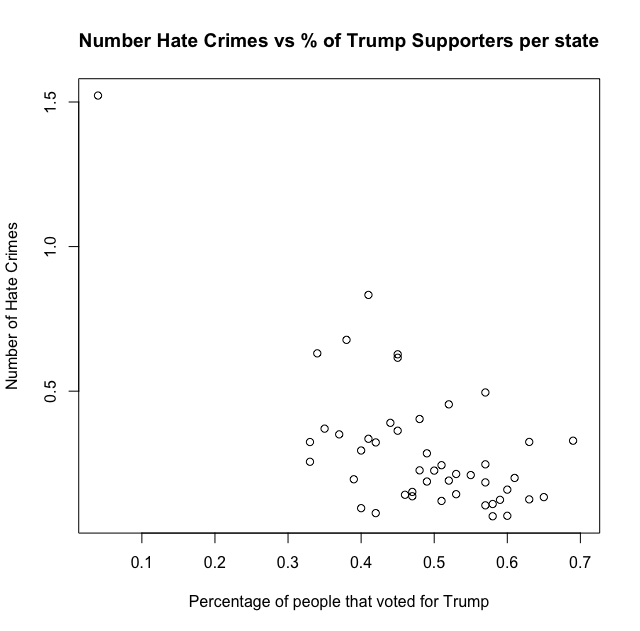 Number Hate Crimes vs % of Trump Supporters per state
1.5
1.0
0.5
Number of Hate Crimes
0.1 0.2 0.3 0.4 0.5 0.6 0.7
Percentage of people that voted for Trump